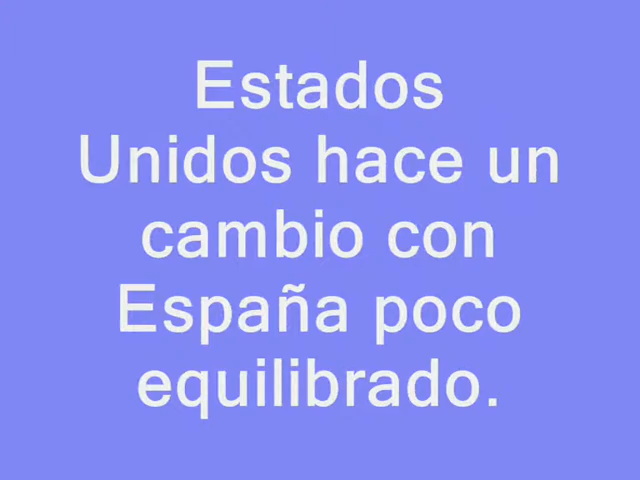 Estados
Unidos hace un
cambio con
España poco
equilibrado.